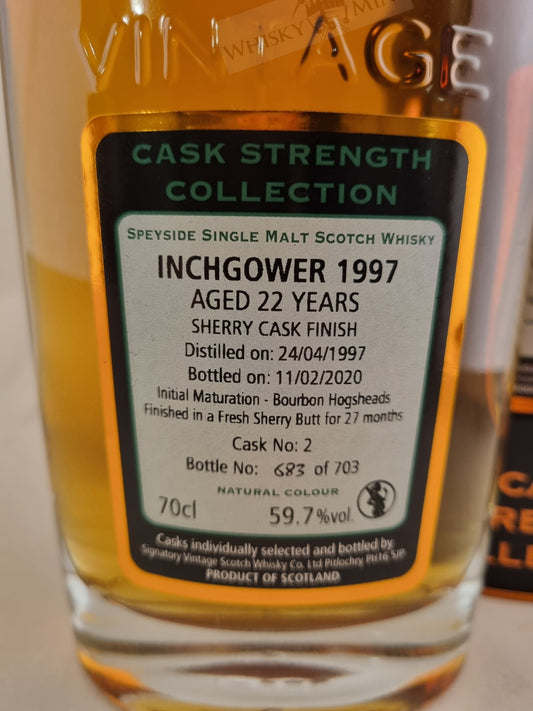 WHISKY
VINTAGE
CASK STRENGTH
COLLECTION
SPEYSIDE SINGLE MALT SCOTCH WHISKY
INCHGOWER 1997
AGED 22 YEARS
SHERRY CASK FINISH
Distilled on: 24/04/1997
Bottled on: 11/02/2020
Initial Maturation - Bourbon Hogsheads
Finished in a Fresh Sherry Butt for 27 months
Cask No: 2
Bottle No: 683 of 703
NATURAL COLOUR
70cl 59.7%vol.
Casks individually selected and bottled by
Signatory Vintage Scotch Whisky Co. Ltd Pitlochry PH16 5JP
PRODUCT OF SCOTLAND